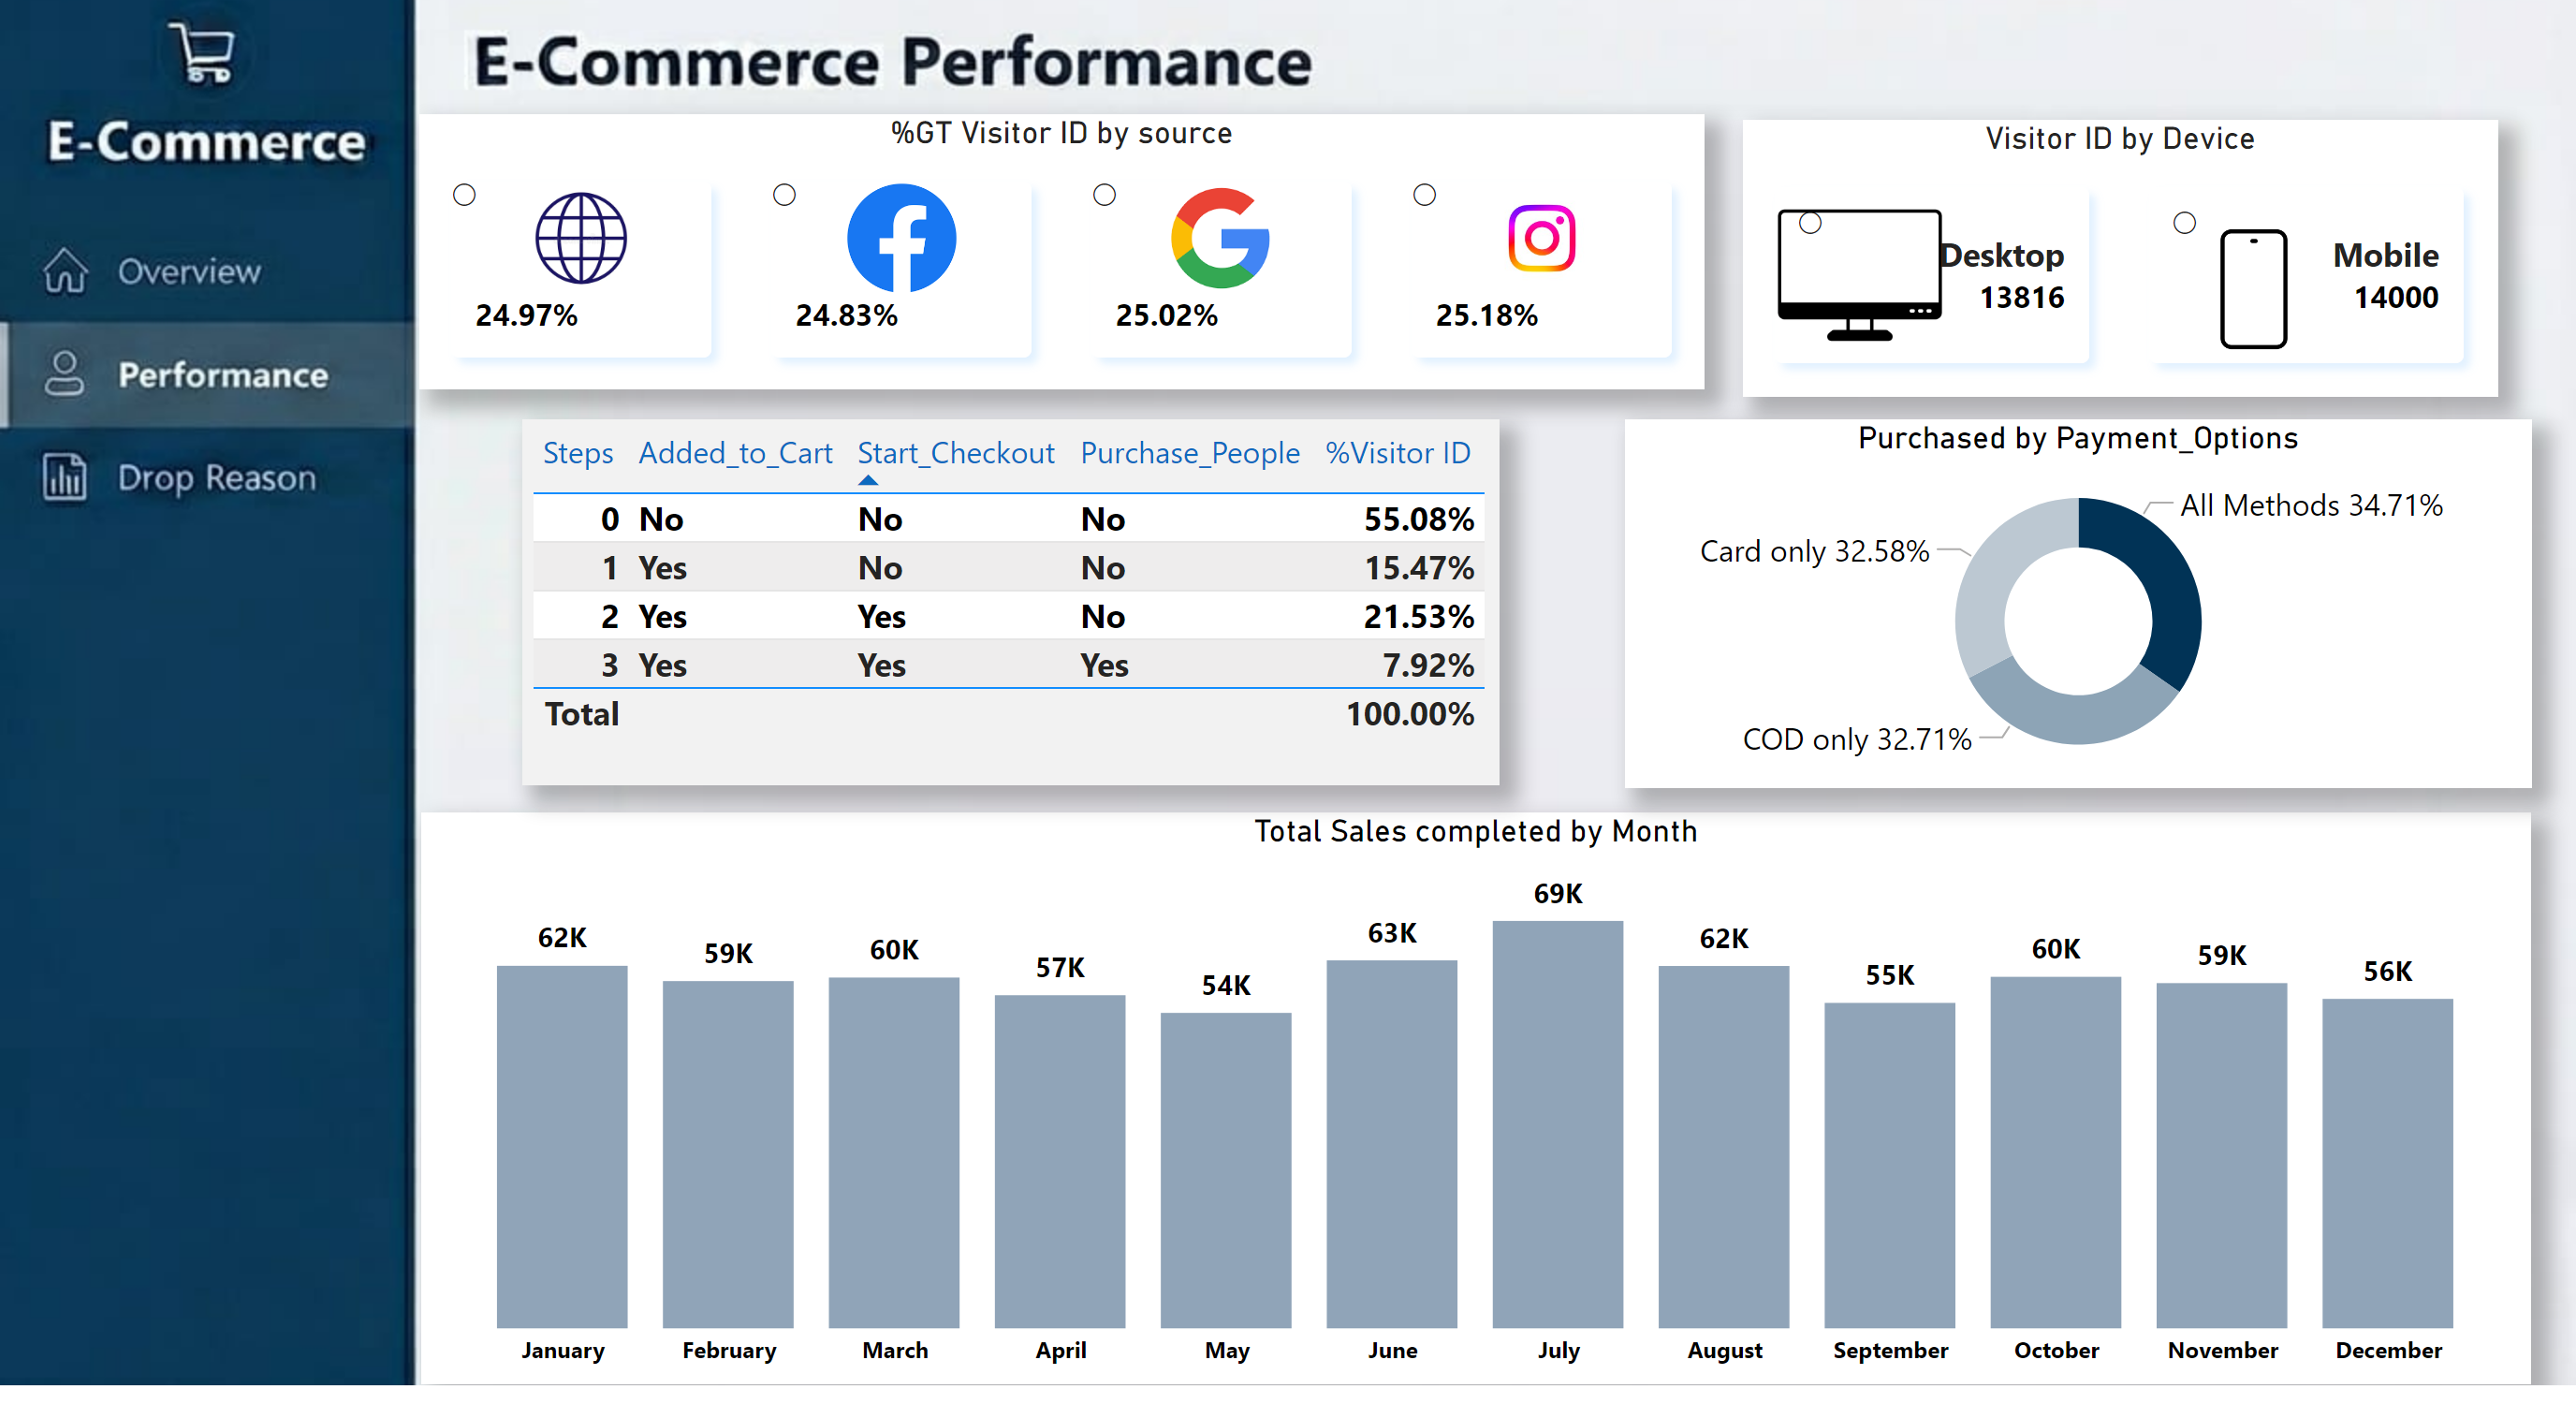 E-Commerce
Overview
Performance
Drop Reason
E-Commerce Performance
%GT Visitor ID by source
24.97%
24.83%
25.02%
25.18%
Visitor ID by Device
Desktop
13816
Mobile
14000
Steps Added_to_Cart Start_Checkout Purchase_People %Visitor ID
0 No No No 55.08%
1 Yes No No 15.47%
2 Yes Yes No 21.53%
3 Yes Yes Yes 7.92%
Total 100.00%
Purchased by Payment_Options
All Methods 34.71%
Card only 32.58%
COD only 32.71%
Total Sales completed by Month
62K 59K 60K 57K 54K 63K 69K 62K 55K 60K 59K 56K
January February March April May June July August September October November December